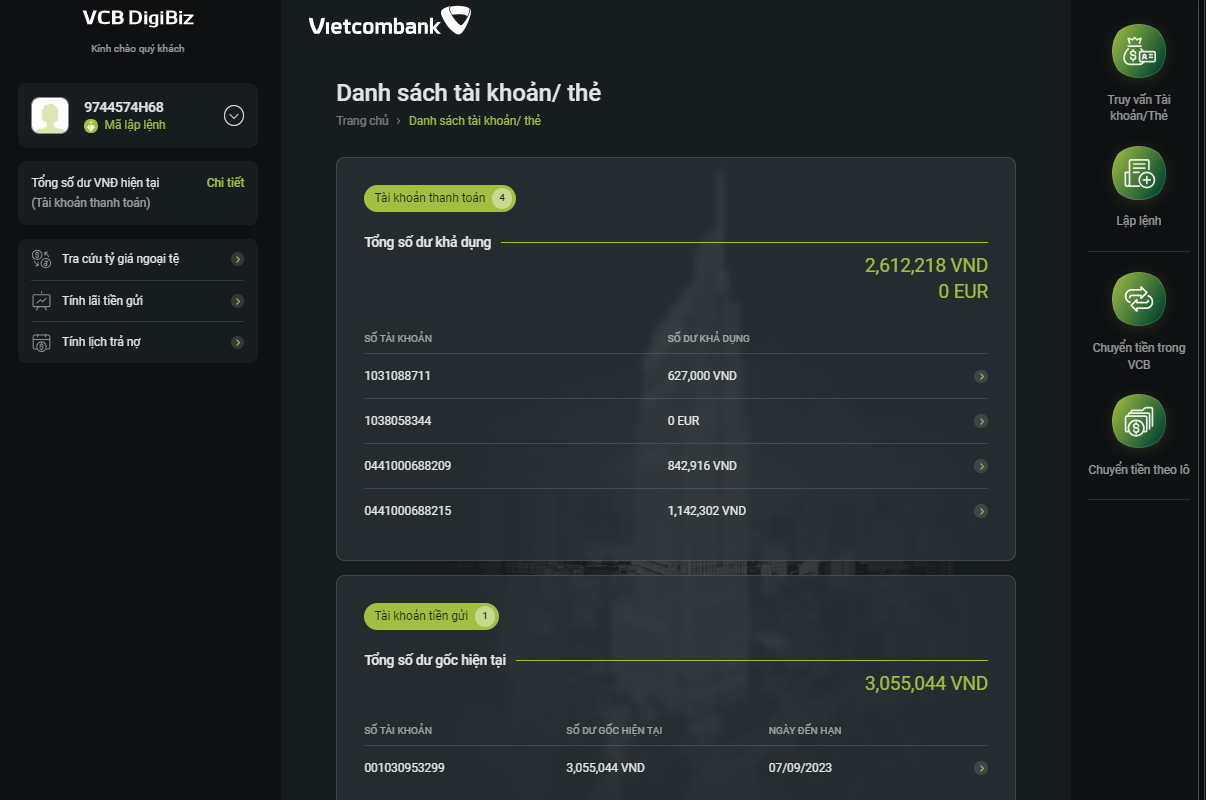 VCB DigiBiz
Kính chào quý khách
9744574H68
Mã lập lệnh
Tổng số dư VNĐ hiện tại
Chi tiết
(Tài khoản thanh toán)
Tra cứu tỷ giá ngoại tệ
Tính lãi tiền gửi
Tính lịch trả nợ
Vietcombank
Danh sách tài khoản/ thẻ
Trang chủ › Danh sách tài khoản/ thẻ
Tài khoản thanh toán 4
Tổng số dư khả dụng
2,612,218 VND
0 EUR
SỐ TÀI KHOẢN SỐ DƯ KHẢ DỤNG
1031088711 627,000 VND
1038058344 0 EUR
0441000688209 842,916 VND
0441000688215 1,142,302 VND
Tài khoản tiền gửi 1
Tổng số dư gốc hiện tại
3,055,044 VND
SỐ TÀI KHOẢN SỐ DƯ GỐC HIỆN TẠI NGÀY ĐẾN HẠN
001030953299 3,055,044 VND 07/09/2023
Truy vấn Tài
khoản/Thẻ
Lập lệnh
Chuyển tiền trong
VCB
Chuyển tiền theo lô